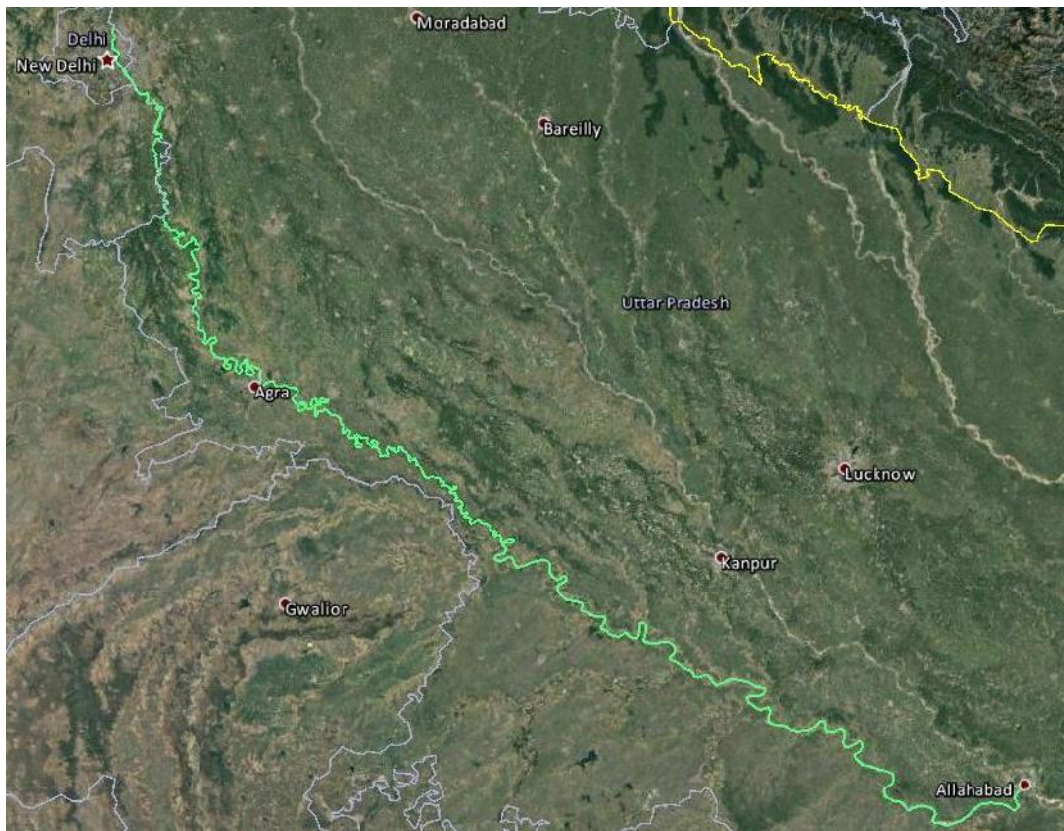 Moradabad
Delhi
New Delhi
Bareilly
Uttar Pradesh
Agra
Lucknow
Kanpur
Gwalior
Allahabad